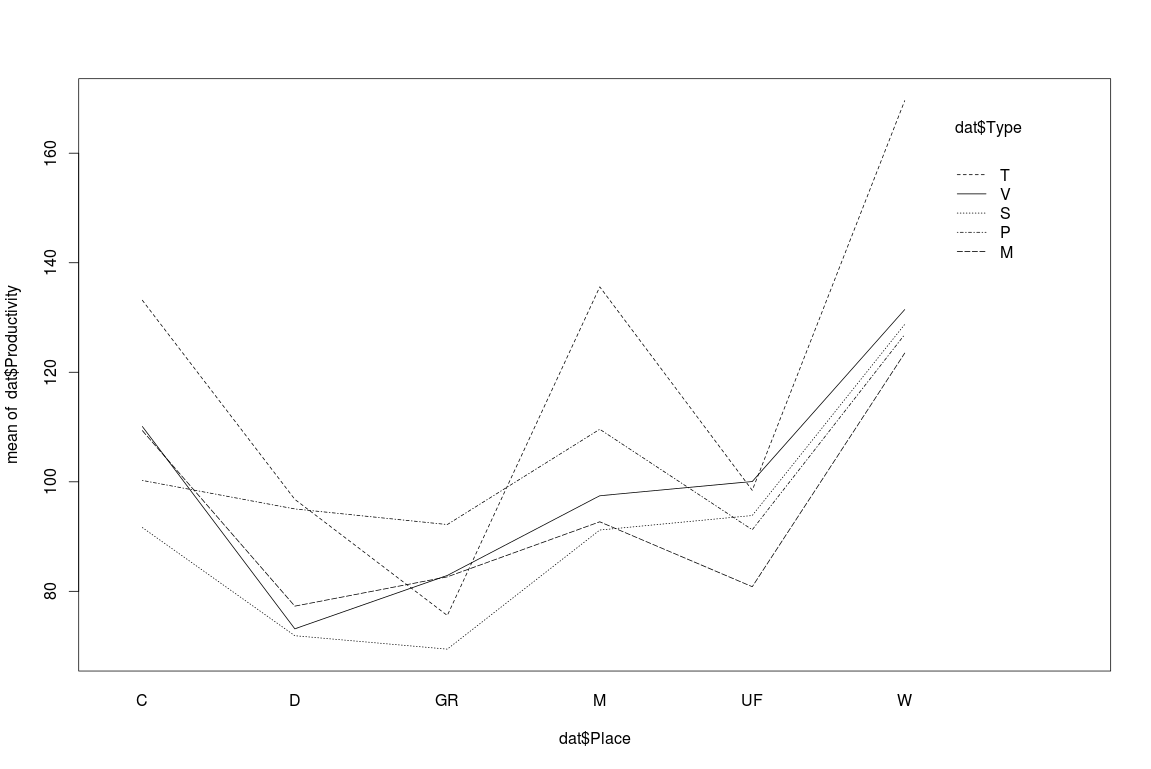 dat$Type
T
V
S
P
M
160
140
120
100
80
mean of dat$Productivity
C D GR M UF W
dat$Place